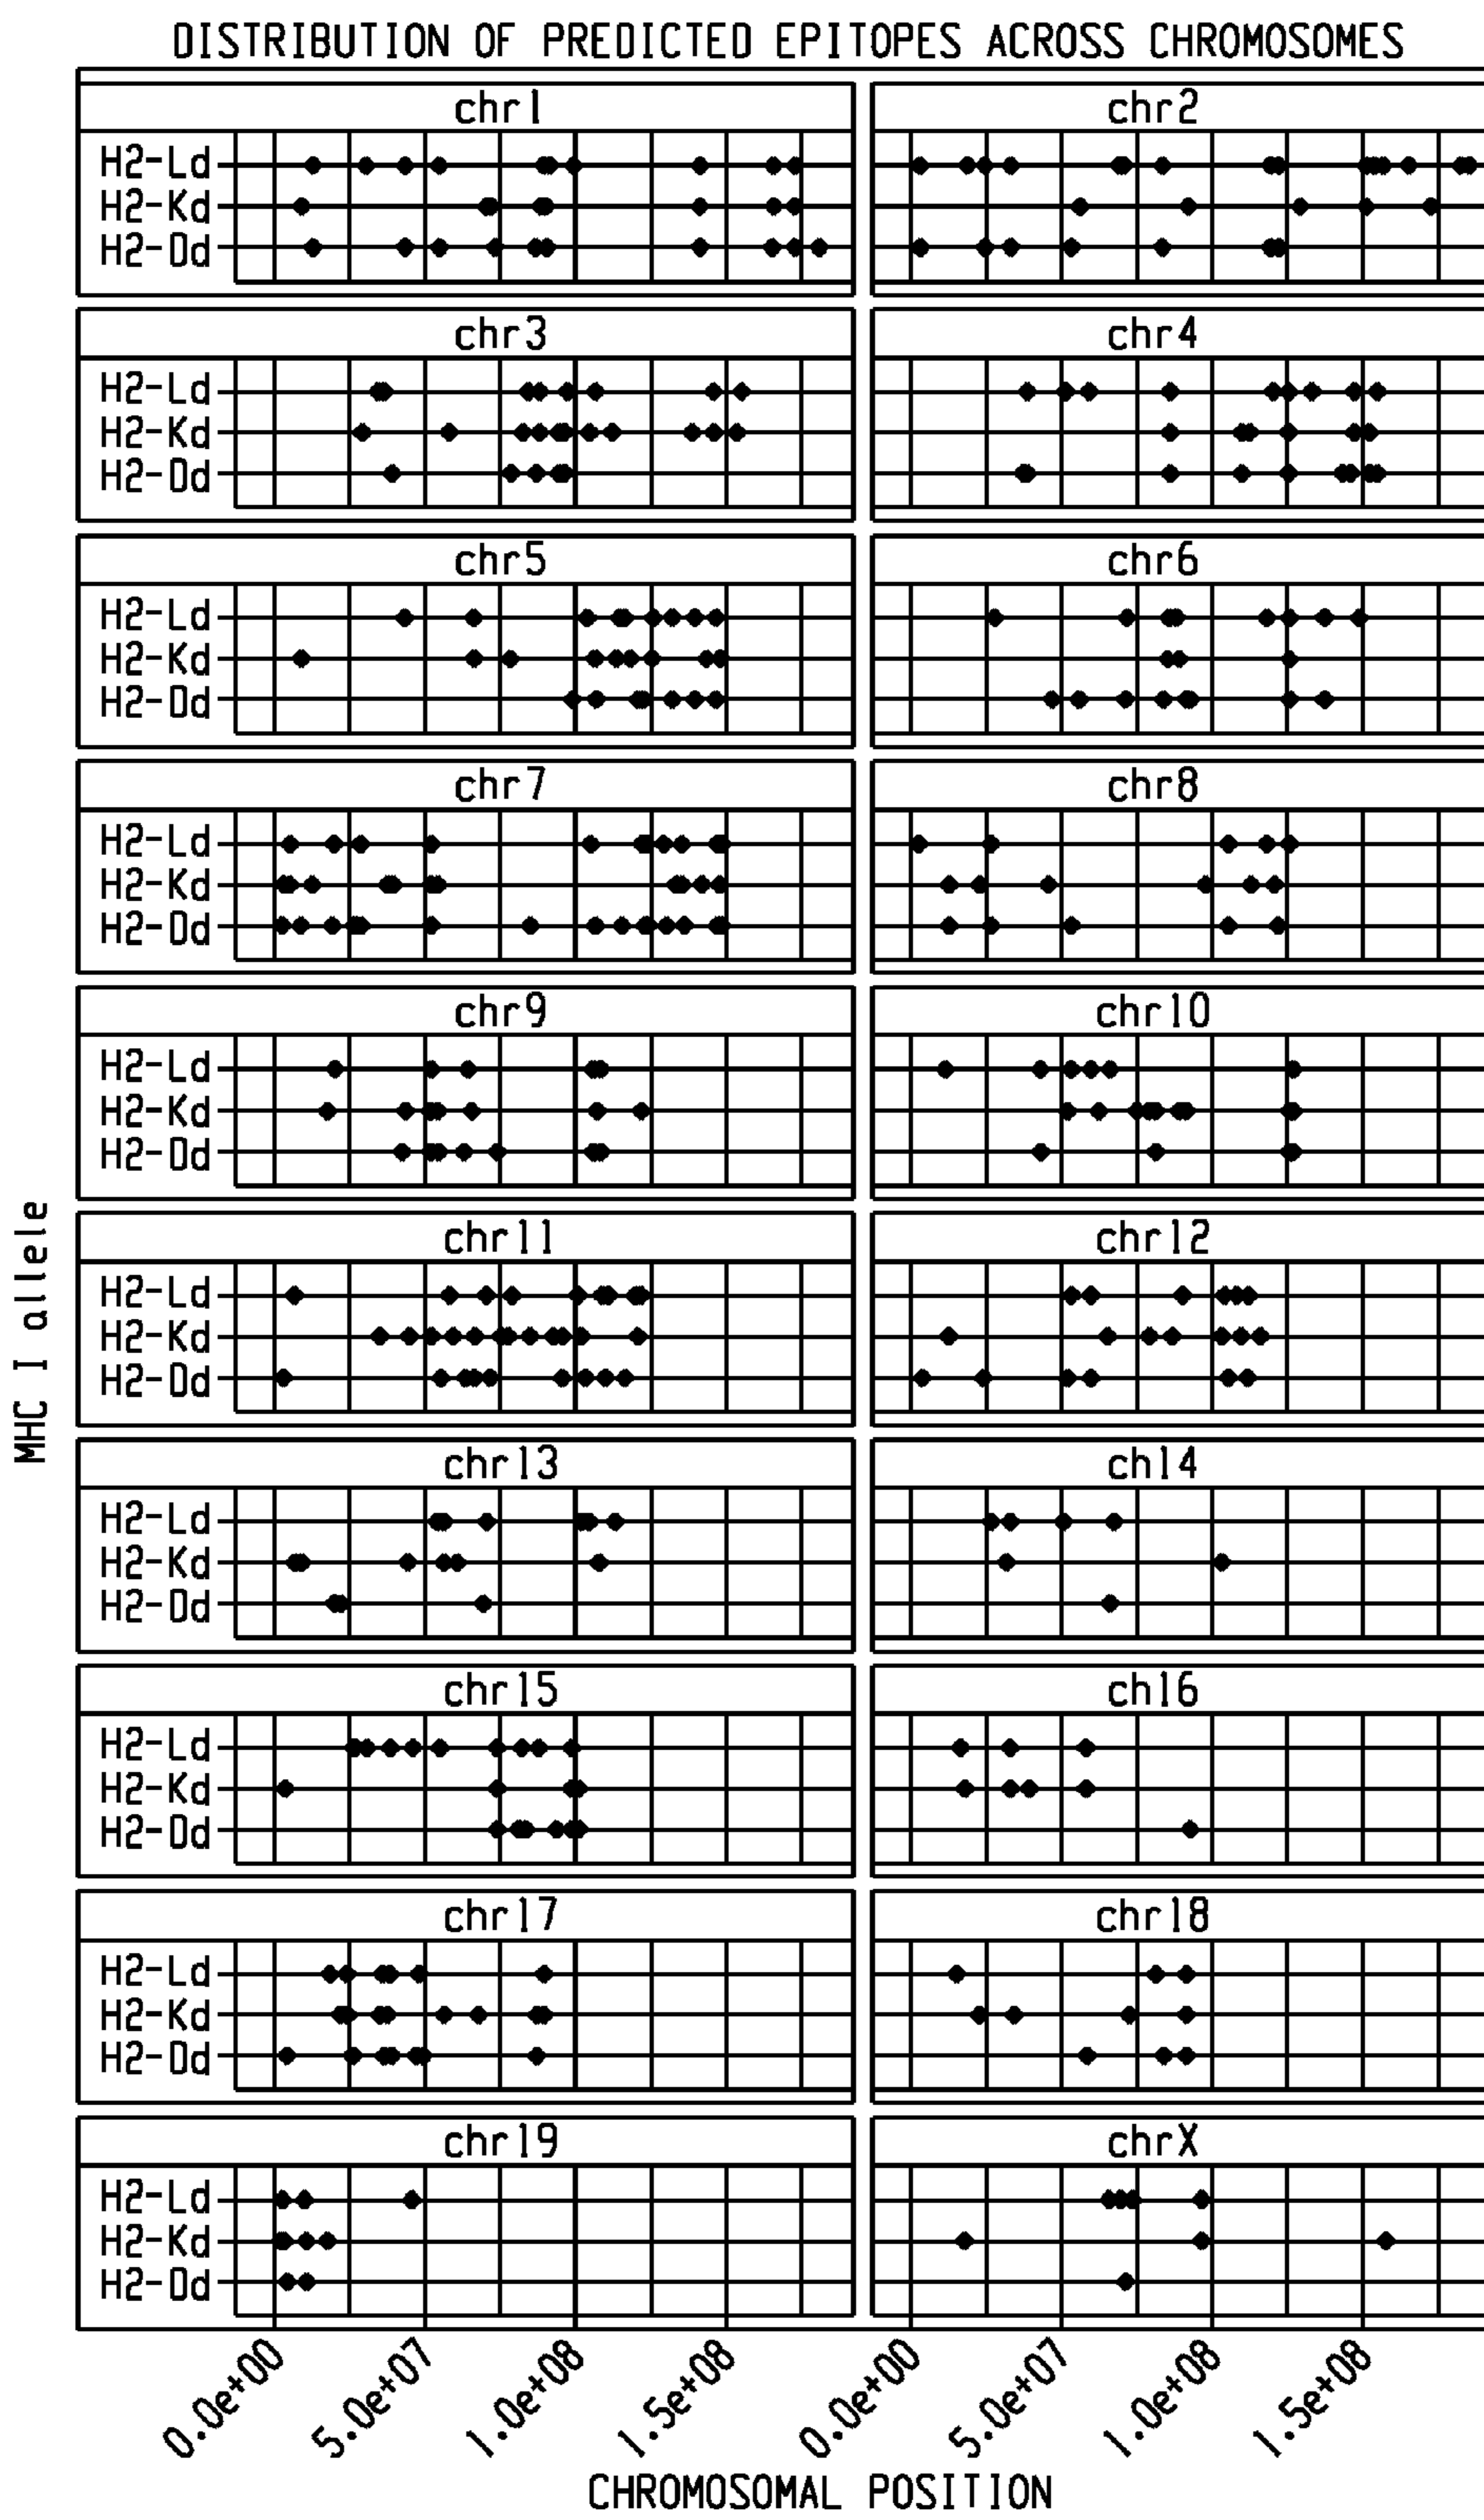 DISTRIBUTION OF PREDICTED EPITOPES ACROSS CHROMOSOMES
chr1
chr2
H2-Ld
H2-Kd
H2-Dd
chr3
chr4
H2-Ld
H2-Kd
H2-Dd
chr5
chr6
H2-Ld
H2-Kd
H2-Dd
chr7
chr8
H2-Ld
H2-Kd
H2-Dd
chr9
chr10
H2-Ld
H2-Kd
H2-Dd
chr11
chr12
H2-Ld
H2-Kd
H2-Dd
chr13
ch14
H2-Ld
H2-Kd
H2-Dd
chr15
ch16
H2-Ld
H2-Kd
H2-Dd
chr17
chr18
H2-Ld
H2-Kd
H2-Dd
chr19
chrX
H2-Ld
H2-Kd
H2-Dd
MHC I allele
0.0e+00 5.0e+07 1.0e+08 1.5e+08 0.0e+00 5.0e+07 1.0e+08 1.5e+08
CHROMOSOMAL POSITION